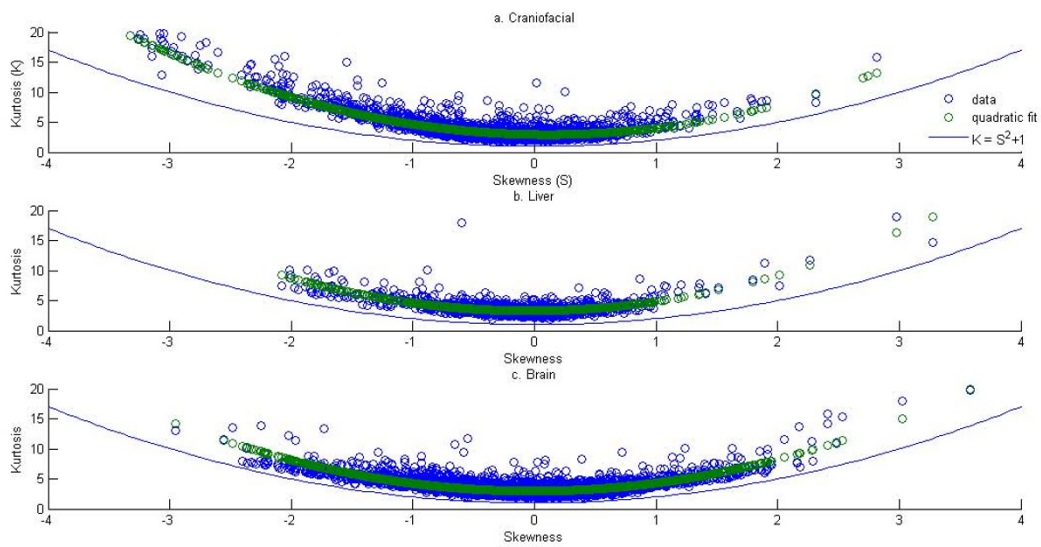 a. Craniofacial
20
15
10
5
0
Kurtosis (K)
-4 -3 -2 -1 0 1 2 3 4
Skewness (S)
data
quadratic fit
K = S²+1
b. Liver
20
15
10
5
0
Kurtosis
-4 -3 -2 -1 0 1 2 3 4
Skewness
c. Brain
20
15
10
5
0
Kurtosis
-4 -3 -2 -1 0 1 2 3 4
Skewness